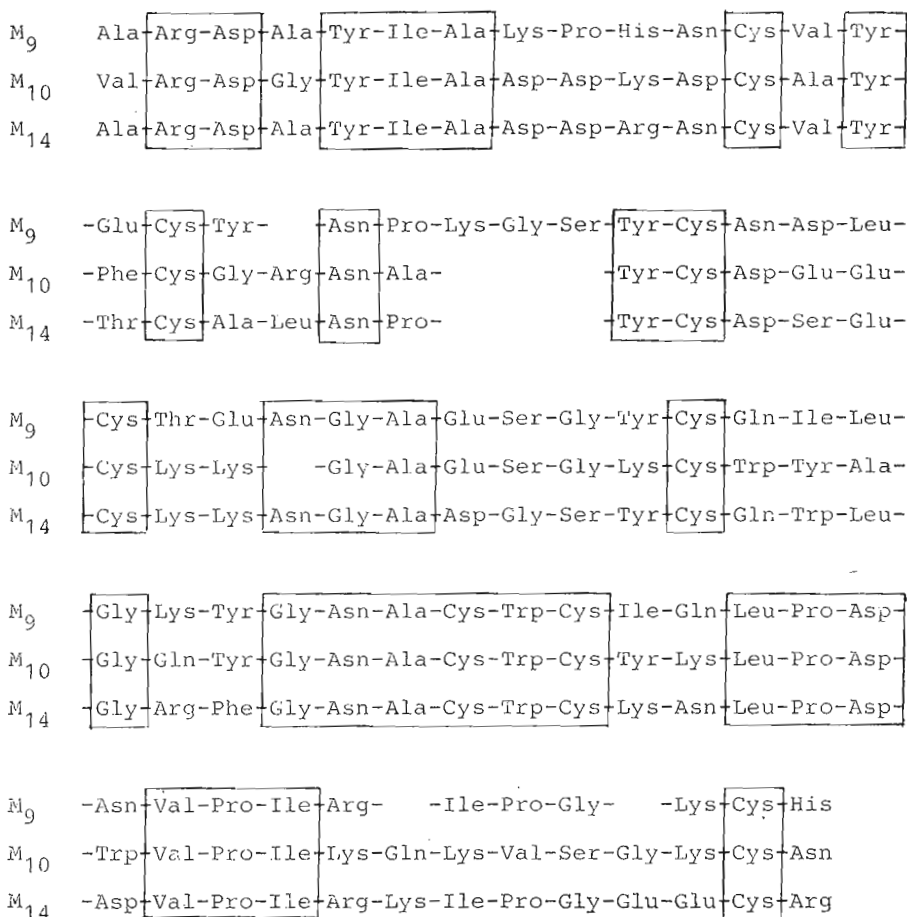 M9 Ala-Arg-Asp-Ala-Tyr-Ile-Ala-Lys-Pro-His-Asn-Cys-Val-Tyr-
M10 Val-Arg-Asp-Gly-Tyr-Ile-Ala-Asp-Asp-Lys-Asp-Cys-Ala-Tyr-
M14 Ala-Arg-Asp-Ala-Tyr-Ile-Ala-Asp-Asp-Arg-Asn-Cys-Val-Tyr-
M9 -Glu-Cys-Tyr- -Asn-Pro-Lys-Gly-Ser-Tyr-Cys-Asn-Asp-Leu-
M10 -Phe-Cys-Gly-Arg-Asn-Ala- -Tyr-Cys-Asp-Glu-Glu-
M14 -Thr-Cys-Ala-Leu-Asn-Pro- -Tyr-Cys-Asp-Ser-Glu-
M9 -Cys-Thr-Glu-Asn-Gly-Ala-Glu-Ser-Gly-Tyr-Cys-Gln-Ile-Leu-
M10 -Cys-Lys-Lys- -Gly-Ala-Glu-Ser-Gly-Lys-Cys-Trp-Tyr-Ala-
M14 -Cys-Lys-Lys-Asn-Gly-Ala-Asp-Gly-Ser-Tyr-Cys-Gln-Trp-Leu-
M9 -Gly-Lys-Tyr-Gly-Asn-Ala-Cys-Trp-Cys-Ile-Gln-Leu-Pro-Asp-
M10 -Gly-Gln-Tyr-Gly-Asn-Ala-Cys-Trp-Cys-Tyr-Lys-Leu-Pro-Asp-
M14 -Gly-Arg-Phe-Gly-Asn-Ala-Cys-Trp-Cys-Lys-Asn-Leu-Pro-Asp-
M9 -Asn-Val-Pro-Ile-Arg- -Ile-Pro-Gly- -Lys-Cys-His
M10 -Trp-Val-Pro-Ile-Lys-Gln-Lys-Val-Ser-Gly-Lys-Cys-Asn
M14 -Asp-Val-Pro-Ile-Arg-Lys-Ile-Pro-Gly-Glu-Glu-Cys-Arg